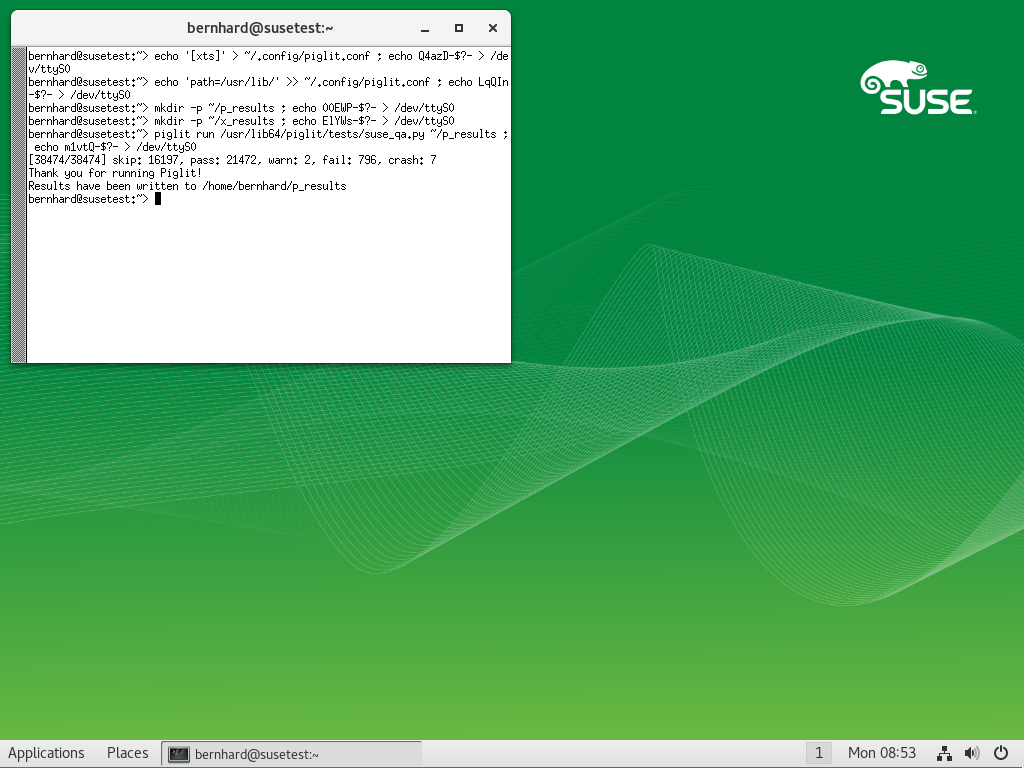 bernhard@susetest:~
bernhard@susetest:~> echo '[xts]' > ~/.config/piglit.conf ; echo Q4azD-$?- > /de
v/ttyS0
bernhard@susetest:~> echo 'path=/usr/lib/' >> ~/.config/piglit.conf ; echo LqQIn
-$?- > /dev/ttyS0
bernhard@susetest:~> mkdir -p ~/p_results ; echo OOEWP-$?- > /dev/ttyS0
bernhard@susetest:~> mkdir -p ~/x_results ; echo ElYWs-$?- > /dev/ttyS0
bernhard@susetest:~> piglit run /usr/lib64/piglit/tests/suse_qa.py ~/p_results ;
 echo m1vtQ-$?- > /dev/ttyS0
[38474/38474] skip: 16197, pass: 21472, warn: 2, fail: 796, crash: 7
Thank you for running Piglit!
Results have been written to /home/bernhard/p_results
bernhard@susetest:~>
SUSE
Applications Places bernhard@susetest:~ 1 Mon 08:53